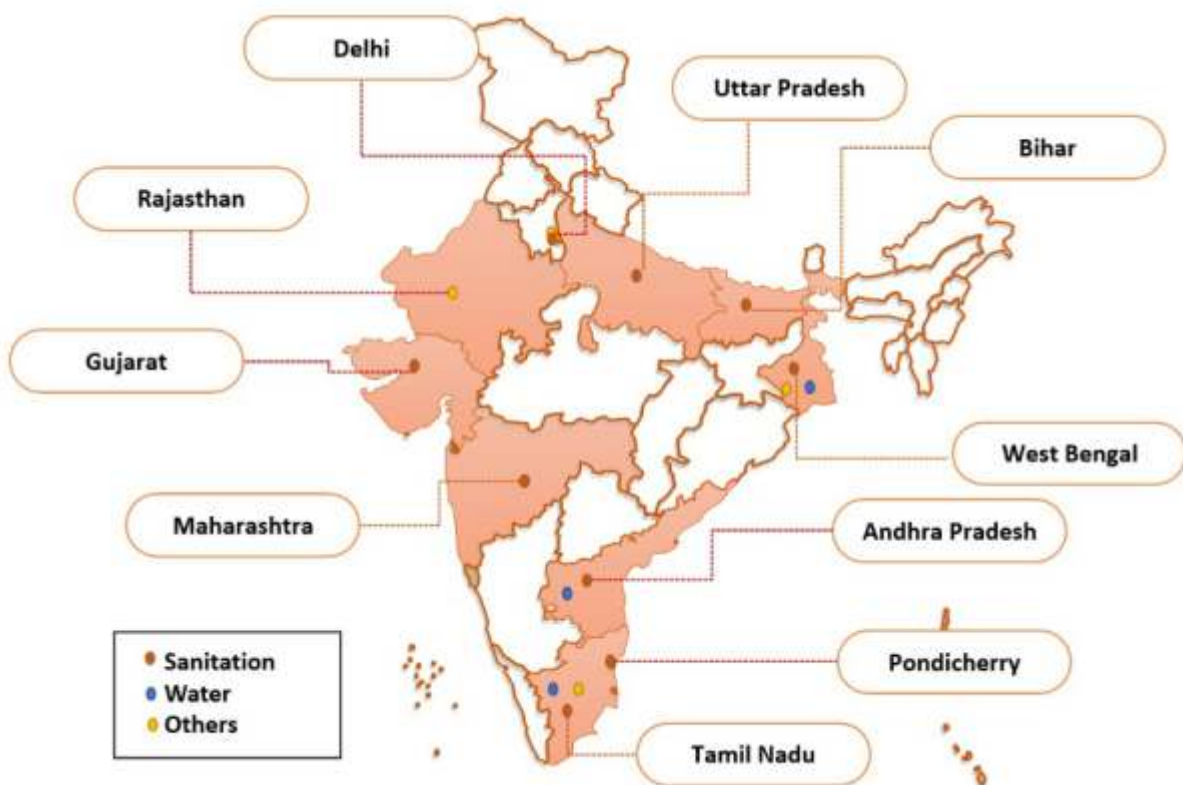 Delhi
Uttar Pradesh
Bihar
Rajasthan
Gujarat
West Bengal
Maharashtra
Andhra Pradesh
Sanitation
Water
Others
Pondicherry
Tamil Nadu